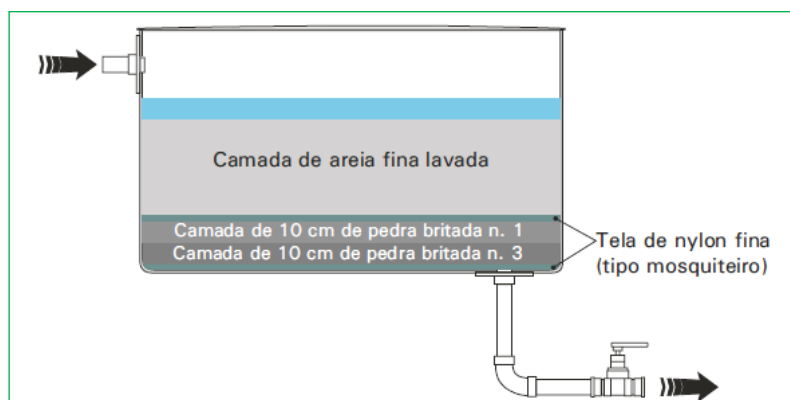 Camada de areia fina lavada
Camada de 10 cm de pedra britada n. 1
Camada de 10 cm de pedra britada n. 3
Tela de nylon fina
(tipo mosquiteiro)